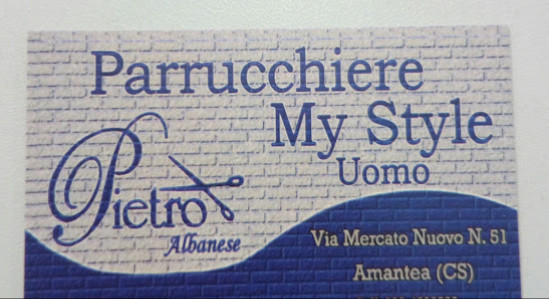 Parrucchiere
My Style
Uomo
Pietro
Albanese
Via Mercato Nuovo N. 51
Amantea (CS)